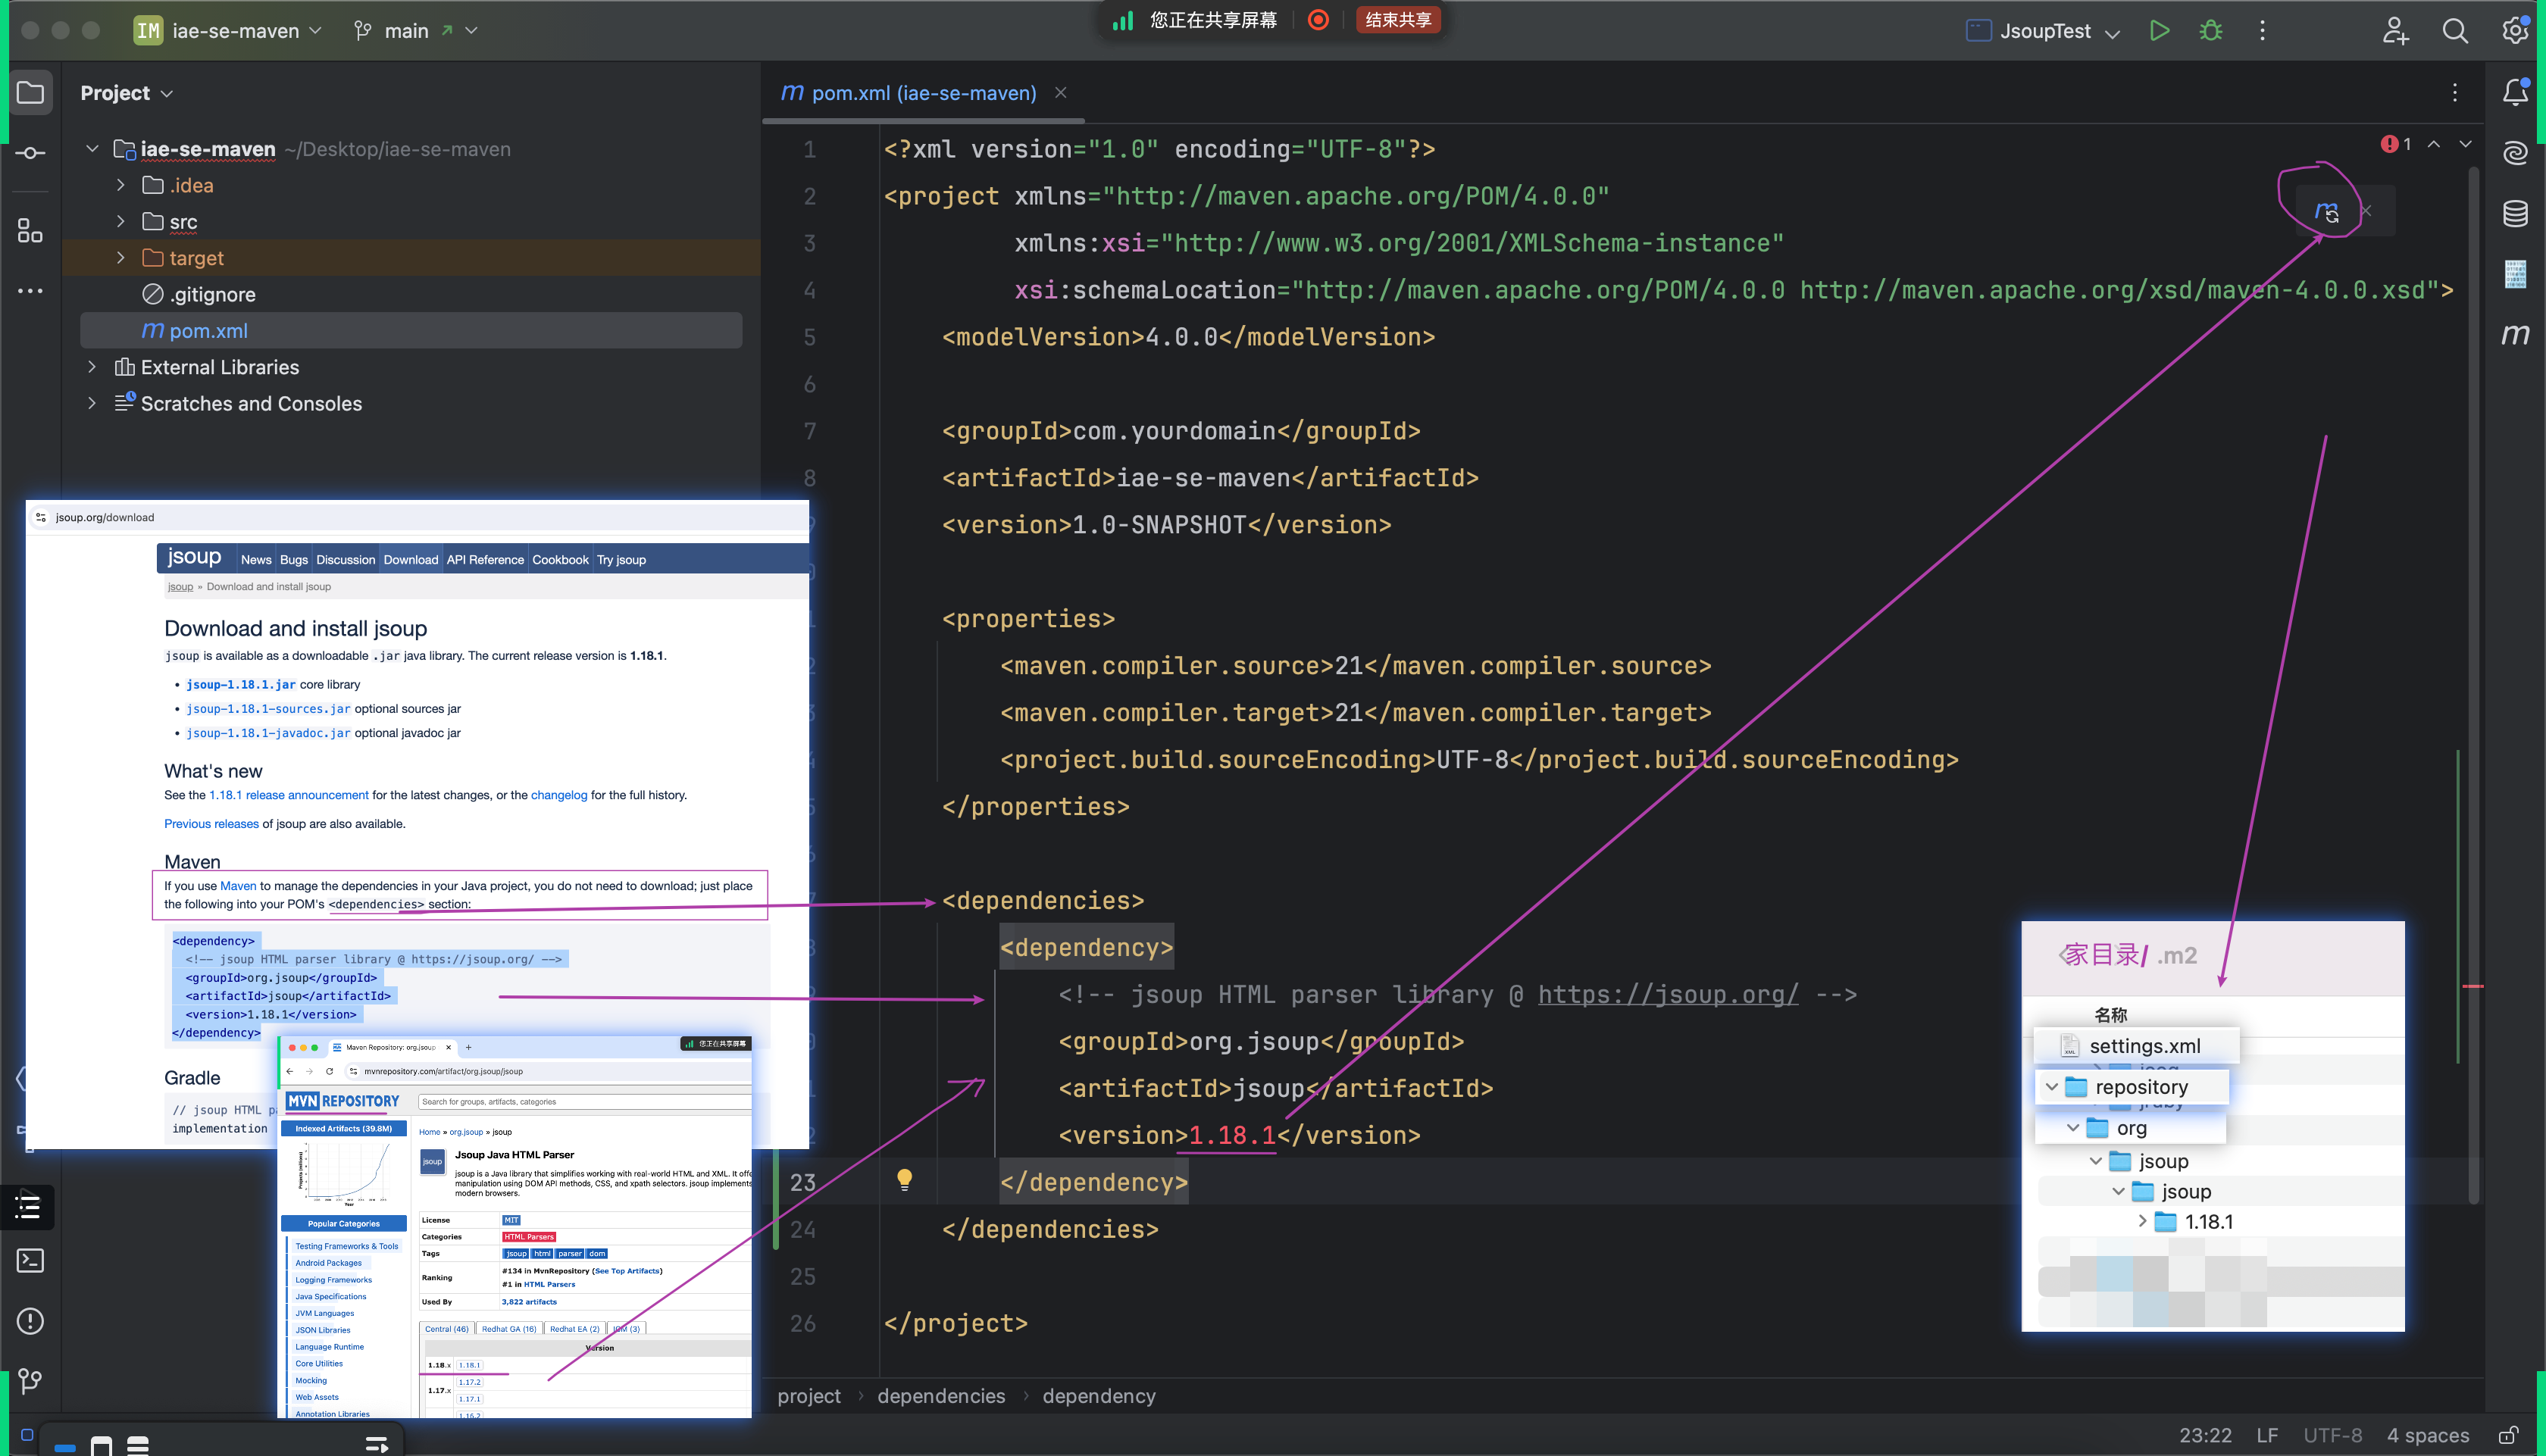 IM iae-se-maven main
您正在共享屏幕 结束共享
JsoupTest
Project
iae-se-maven ~/Desktop/iae-se-maven
.idea
src
target
.gitignore
pom.xml
External Libraries
Scratches and Consoles
pom.xml (iae-se-maven)
1
1 <?xml version="1.0" encoding="UTF-8"?>
2 <project xmlns="http://maven.apache.org/POM/4.0.0"
3 xmlns:xsi="http://www.w3.org/2001/XMLSchema-instance"
4 xsi:schemaLocation="http://maven.apache.org/POM/4.0.0 http://maven.apache.org/xsd/maven-4.0.0.xsd">
5 <modelVersion>4.0.0</modelVersion>
6
7 <groupId>com.yourdomain</groupId>
8 <artifactId>iae-se-maven</artifactId>
<version>1.0-SNAPSHOT</version>
<properties>
<maven.compiler.source>21</maven.compiler.source>
<maven.compiler.target>21</maven.compiler.target>
<project.build.sourceEncoding>UTF-8</project.build.sourceEncoding>
</properties>
<dependencies>
<dependency>
<!-- jsoup HTML parser library @ https://jsoup.org/ -->
<groupId>org.jsoup</groupId>
<artifactId>jsoup</artifactId>
<version>1.18.1</version>
23 </dependency>
24 </dependencies>
25
26 </project>
project › dependencies › dependency
23:22 LF UTF-8 4 spaces
jsoup.org/download
jsoup News Bugs Discussion Download API Reference Cookbook Try jsoup
jsoup » Download and install jsoup
Download and install jsoup
jsoup is available as a downloadable .jar java library. The current release version is 1.18.1.
• jsoup-1.18.1.jar core library
• jsoup-1.18.1-sources.jar optional sources jar
• jsoup-1.18.1-javadoc.jar optional javadoc jar
What's new
See the 1.18.1 release announcement for the latest changes, or the changelog for the full history.
Previous releases of jsoup are also available.
Maven
If you use Maven to manage the dependencies in your Java project, you do not need to download; just place
the following into your POM's <dependencies> section:
<dependency>
<!-- jsoup HTML parser library @ https://jsoup.org/ -->
<groupId>org.jsoup</groupId>
<artifactId>jsoup</artifactId>
<version>1.18.1</version>
</dependency>
Gradle
// jsoup HTML
implementation
Maven Repository: org.jsoup
您正在共享屏幕
mvnrepository.com/artifact/org.jsoup/jsoup
MVN REPOSITORY
Search for groups, artifacts, categories
Indexed Artifacts (39.8M)
Projects (millions)
Year
Popular Categories
Testing Frameworks & Tools
Android Packages
Logging Frameworks
Java Specifications
JVM Languages
JSON Libraries
Language Runtime
Core Utilities
Mocking
Web Assets
Annotation Libraries
Home » org.jsoup » jsoup
jsoup
Jsoup Java HTML Parser
jsoup is a Java library that simplifies working with real-world HTML and XML. It offe
manipulation using DOM API methods, CSS, and xpath selectors. jsoup implements
modern browsers.
License MIT
Categories HTML Parsers
Tags jsoup html parser dom
Ranking #134 in MvnRepository (See Top Artifacts)
#1 in HTML Parsers
Used By 3,822 artifacts
Central (46) Redhat GA (16) Redhat EA (2) ICM (3)
Version
1.18.x 1.18.1
1.17.x 1.17.2
1.17.1
1.16.2
家目录/ .m2
名称
settings.xml
repository
jruby
org
jsoup
jsoup
1.18.1